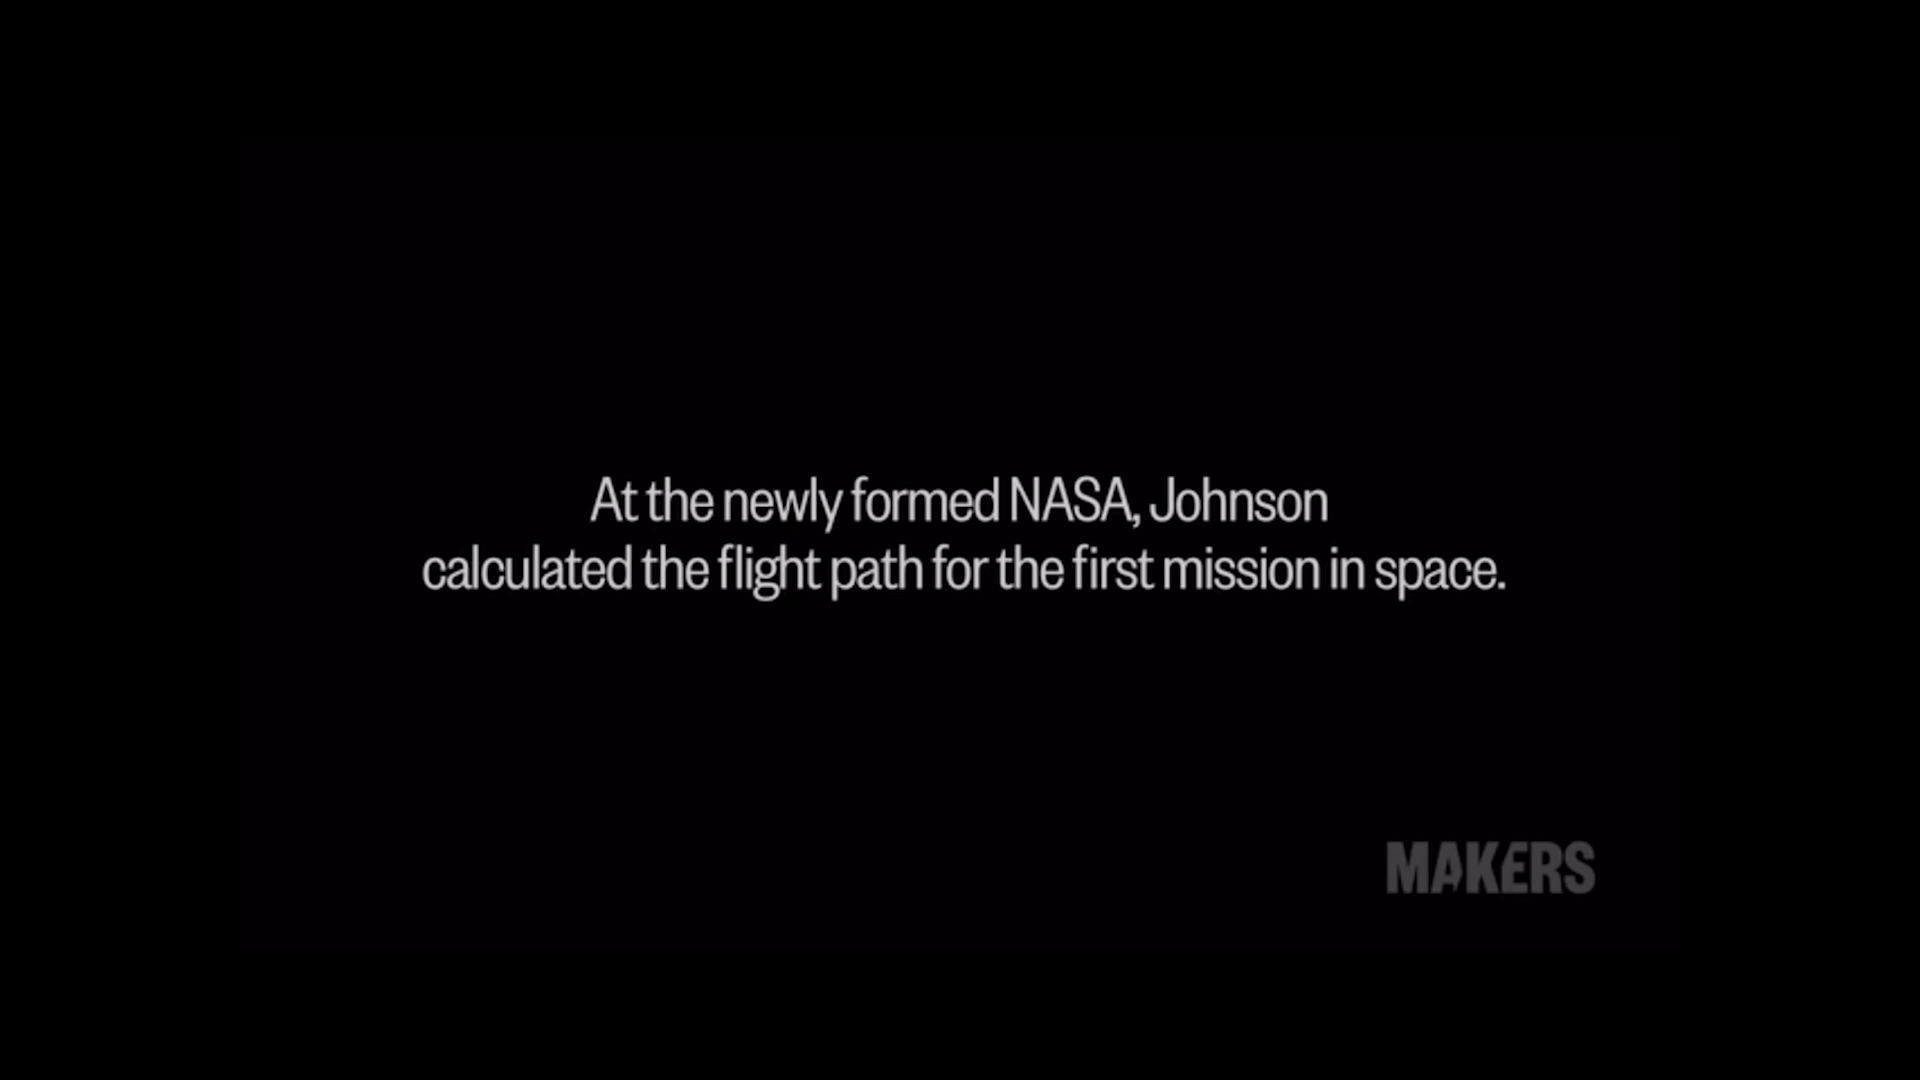 At the newly formed NASA, Johnson
calculated the flight path for the first mission in space.
MAKERS